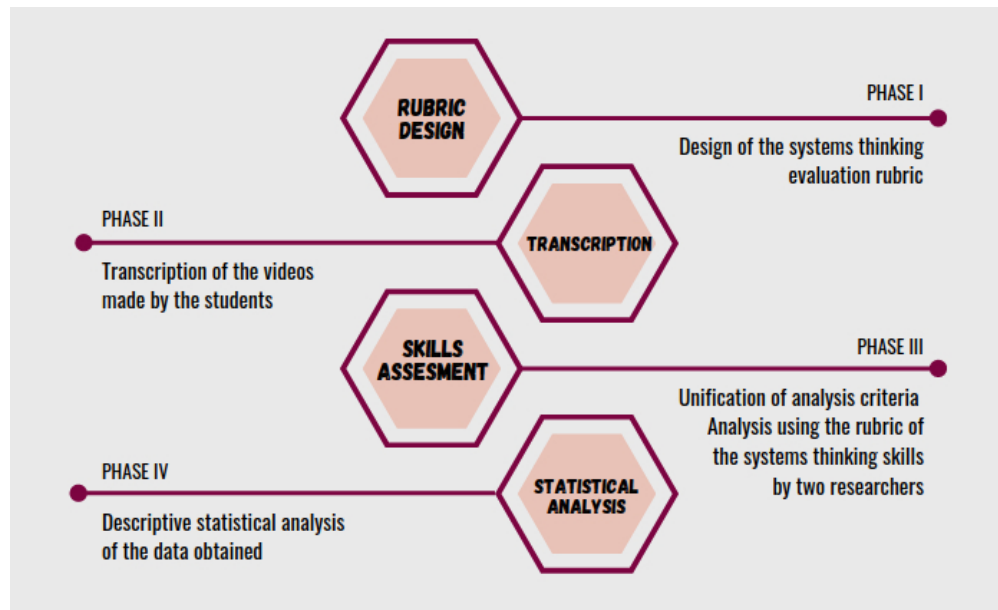 RUBRIC
DESIGN
PHASE I
Design of the systems thinking
evaluation rubric
PHASE II
Transcription of the videos
made by the students
TRANSCRIPTION
SKILLS
ASSESMENT
PHASE III
Unification of analysis criteria
Analysis using the rubric of
the systems thinking skills
by two researchers
PHASE IV
Descriptive statistical analysis
of the data obtained
STATISTICAL
ANALYSIS